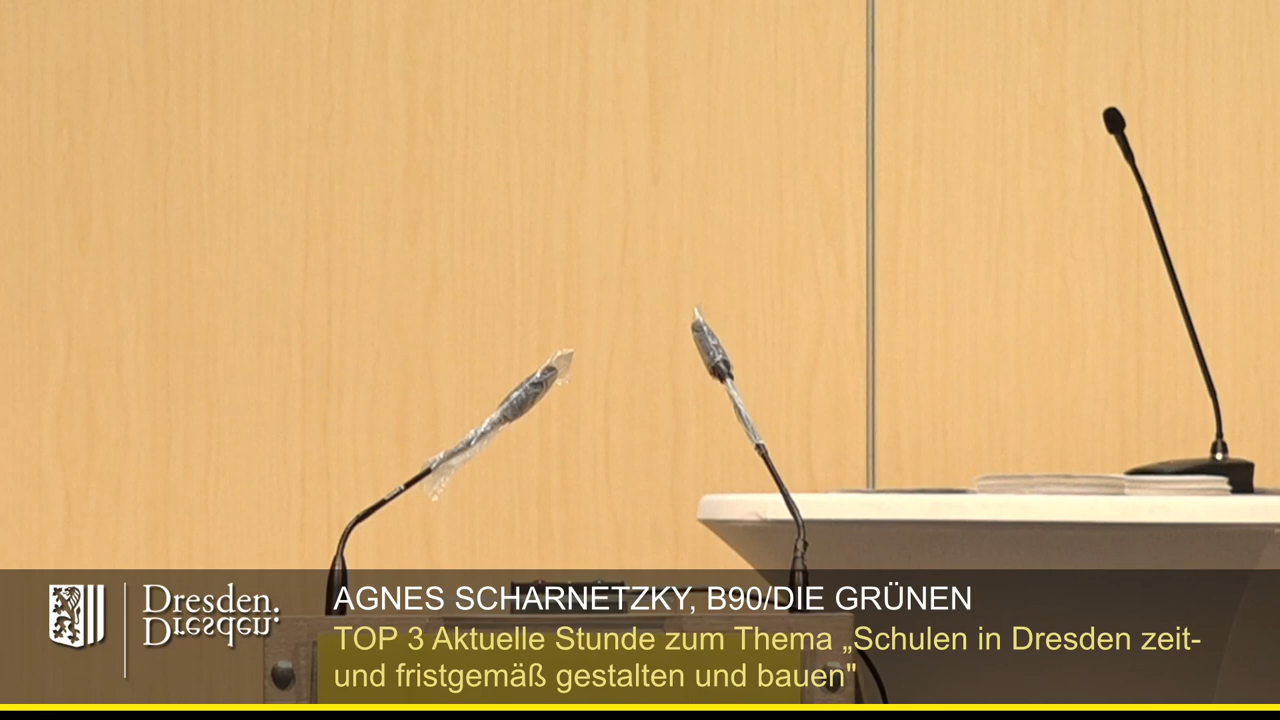 Dresden.
Dresden.
AGNES SCHARNETZKY, B90/DIE GRÜNEN
TOP 3 Aktuelle Stunde zum Thema „Schulen in Dresden zeit-
und fristgemäß gestalten und bauen"